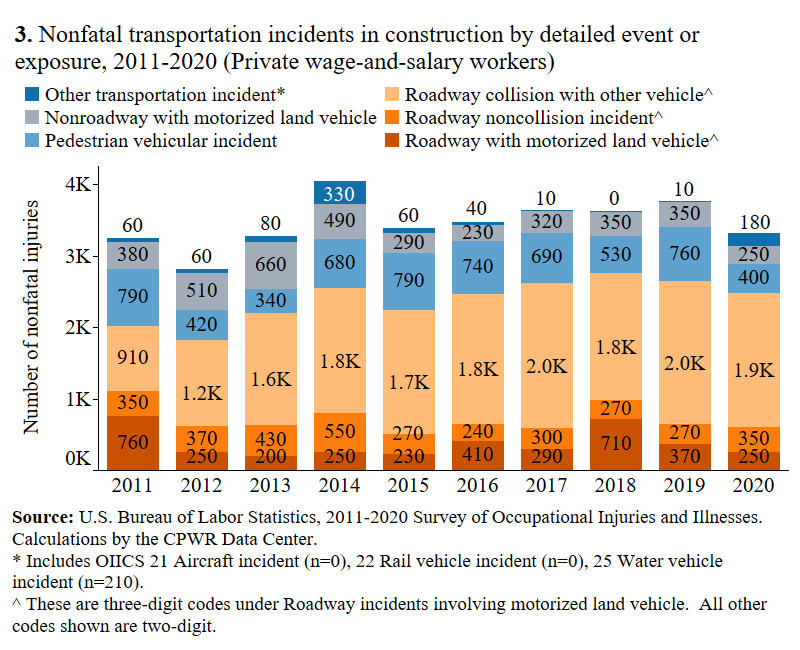 3. Nonfatal transportation incidents in construction by detailed event or
exposure, 2011-2020 (Private wage-and-salary workers)
Other transportation incident*
Roadway collision with other vehicle^
Nonroadway with motorized land vehicle
Roadway noncollision incident^
Pedestrian vehicular incident
Roadway with motorized land vehicle^
Number of nonfatal injuries
4K
3K
2K
1K
0K
60
380
790
910
350
760
60
510
420
1.2K
370
250
80
660
340
1.6K
430
200
330
490
680
1.8K
550
250
60
290
790
1.7K
270
230
40
230
740
1.8K
240
410
10
320
690
2.0K
300
290
0
350
530
1.8K
270
710
10
350
760
2.0K
270
370
180
250
400
1.9K
350
250
2011 2012 2013 2014 2015 2016 2017 2018 2019 2020
Source: U.S. Bureau of Labor Statistics, 2011-2020 Survey of Occupational Injuries and Illnesses.
Calculations by the CPWR Data Center.
* Includes OIICS 21 Aircraft incident (n=0), 22 Rail vehicle incident (n=0), 25 Water vehicle
incident (n=210).
^ These are three-digit codes under Roadway incidents involving motorized land vehicle.  All other
codes shown are two-digit.